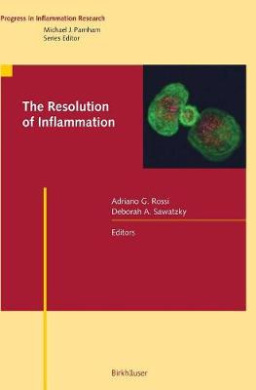 Progress in Inflammation Research
Michael J. Parnham
Series Editor
The Resolution
of Inflammation
Adriano G. Rossi
Deborah A. Sawatzky
Editors
Birkhäuser